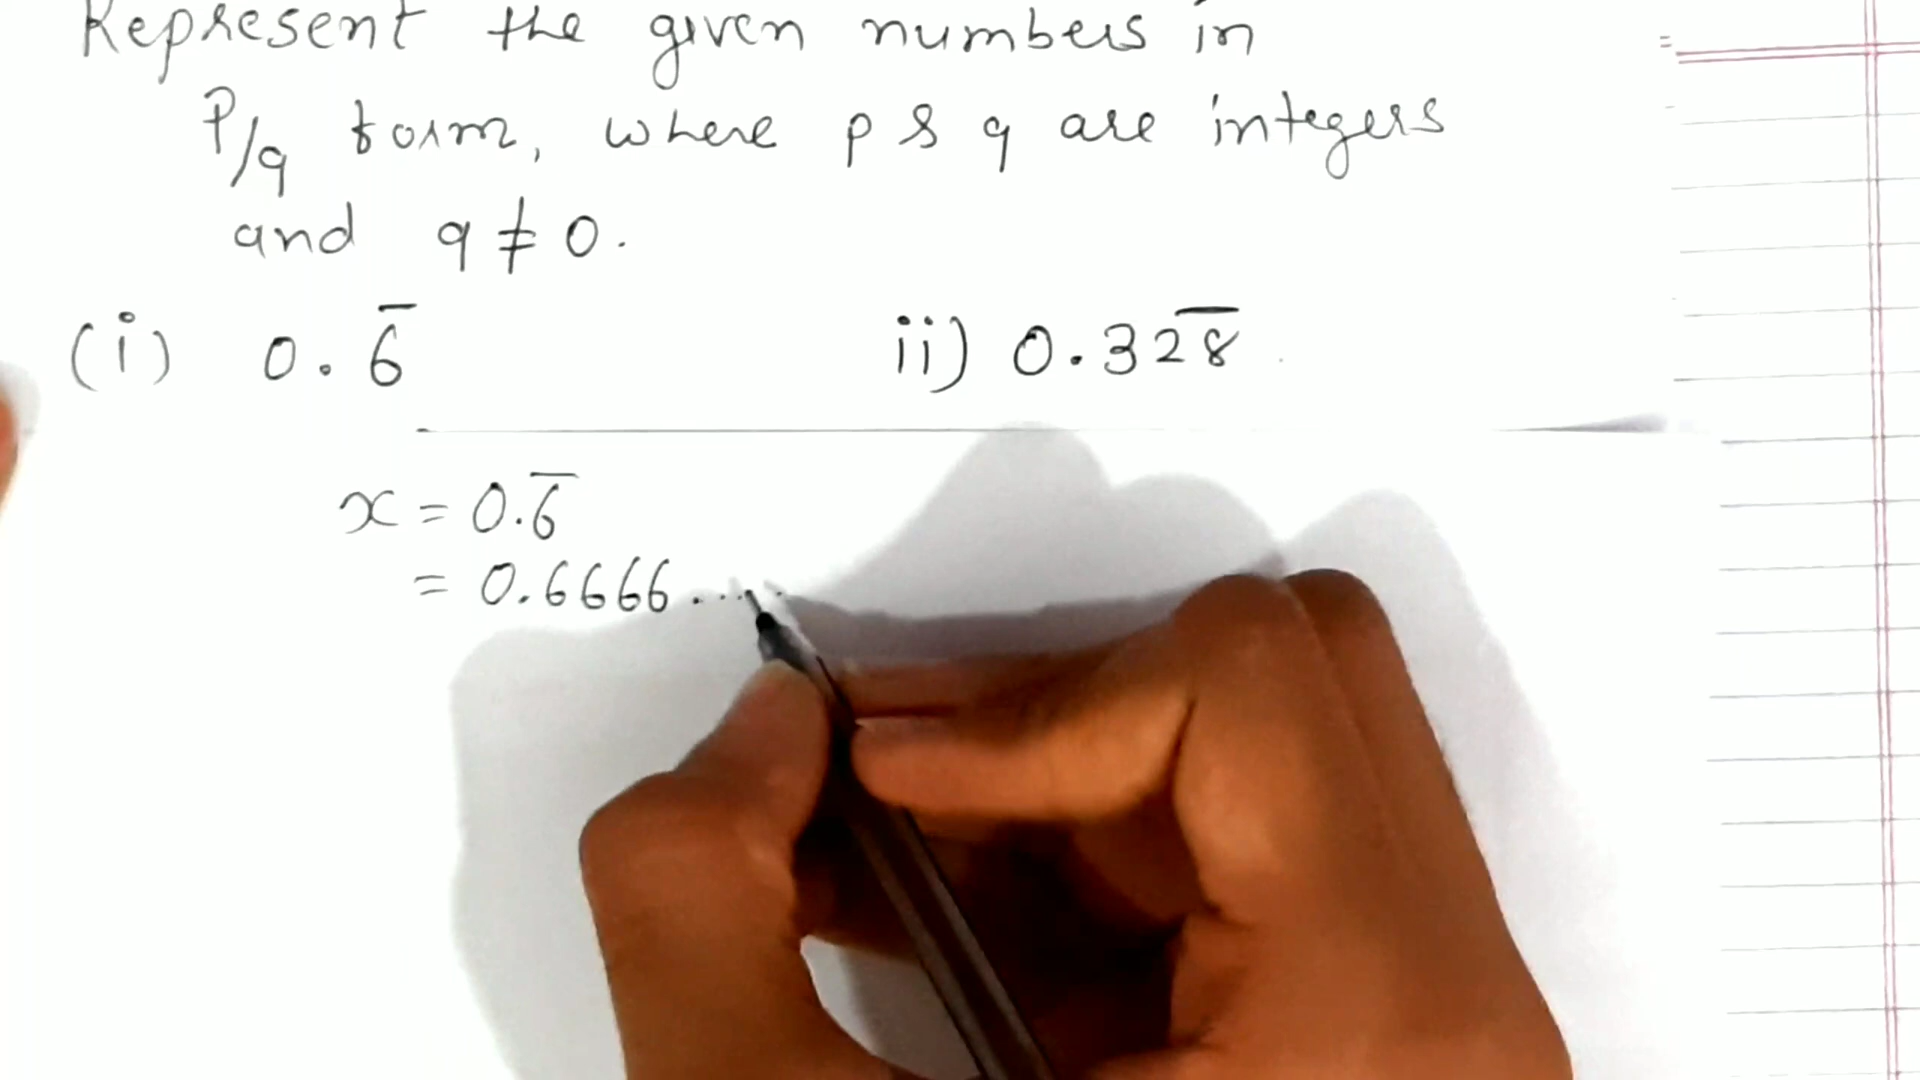 Represent the given numbers in
P/q form, where p & q are integers
and q ≠ 0.
(i) 0.6̅ ii) 0.32̅8̅
x = 0.6̅
= 0.6666....